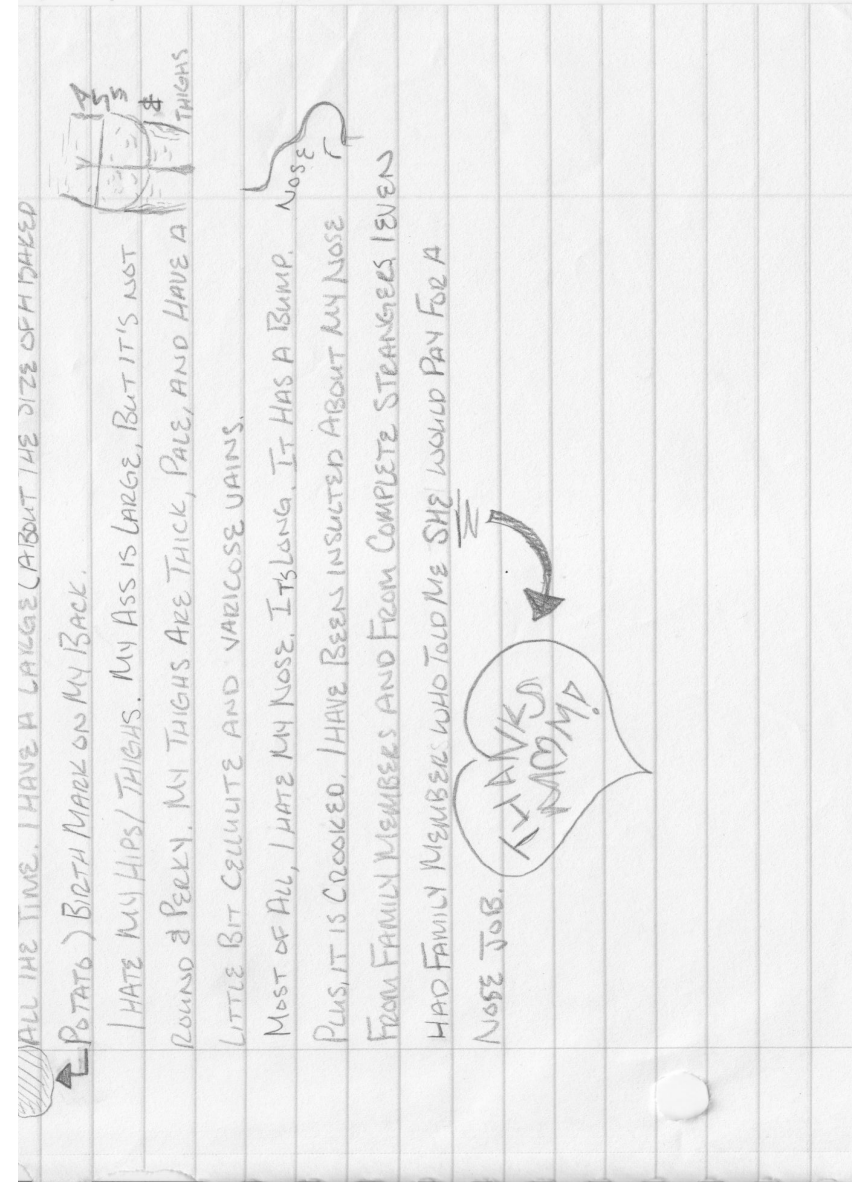 ALL THE TIME. I HAVE A LARGE (ABOUT THE SIZE OF A BAKED
POTATO) BIRTH MARK ON MY BACK.
I HATE MY HIPS/THIGHS. MY ASS IS LARGE, BUT IT'S NOT
ASS
&
THIGHS
ROUND & PERKY. MY THIGHS ARE THICK, PALE, AND HAVE A
LITTLE BIT CELLULITE AND VARICOSE VAINS.
MOST OF ALL, I HATE MY NOSE. ITS LONG. IT HAS A BUMP.
NOSE
PLUS, IT IS CROOKED. I HAVE BEEN INSULTED ABOUT MY NOSE
FROM FAMILY MEMBERS AND FROM COMPLETE STRANGERS. I EVEN
HAD FAMILY MEMBERS WHO TOLD ME SHE WOULD PAY FOR A
NOSE JOB.
THANKS
MOM!